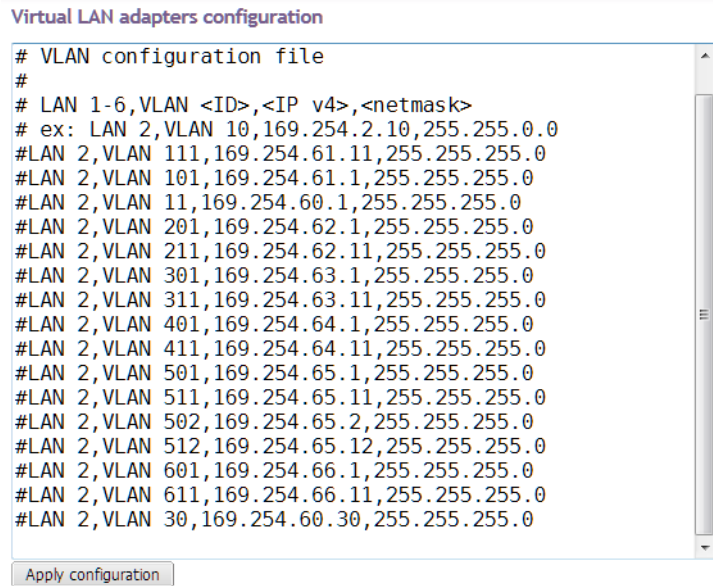 Virtual LAN adapters configuration
# VLAN configuration file
#
# LAN 1-6,VLAN <ID>,<IP v4>,<netmask>
# ex: LAN 2,VLAN 10,169.254.2.10,255.255.0.0
#LAN 2,VLAN 111,169.254.61.11,255.255.255.0
#LAN 2,VLAN 101,169.254.61.1,255.255.255.0
#LAN 2,VLAN 11,169.254.60.1,255.255.255.0
#LAN 2,VLAN 201,169.254.62.1,255.255.255.0
#LAN 2,VLAN 211,169.254.62.11,255.255.255.0
#LAN 2,VLAN 301,169.254.63.1,255.255.255.0
#LAN 2,VLAN 311,169.254.63.11,255.255.255.0
#LAN 2,VLAN 401,169.254.64.1,255.255.255.0
#LAN 2,VLAN 411,169.254.64.11,255.255.255.0
#LAN 2,VLAN 501,169.254.65.1,255.255.255.0
#LAN 2,VLAN 511,169.254.65.11,255.255.255.0
#LAN 2,VLAN 502,169.254.65.2,255.255.255.0
#LAN 2,VLAN 512,169.254.65.12,255.255.255.0
#LAN 2,VLAN 601,169.254.66.1,255.255.255.0
#LAN 2,VLAN 611,169.254.66.11,255.255.255.0
#LAN 2,VLAN 30,169.254.60.30,255.255.255.0
Apply configuration